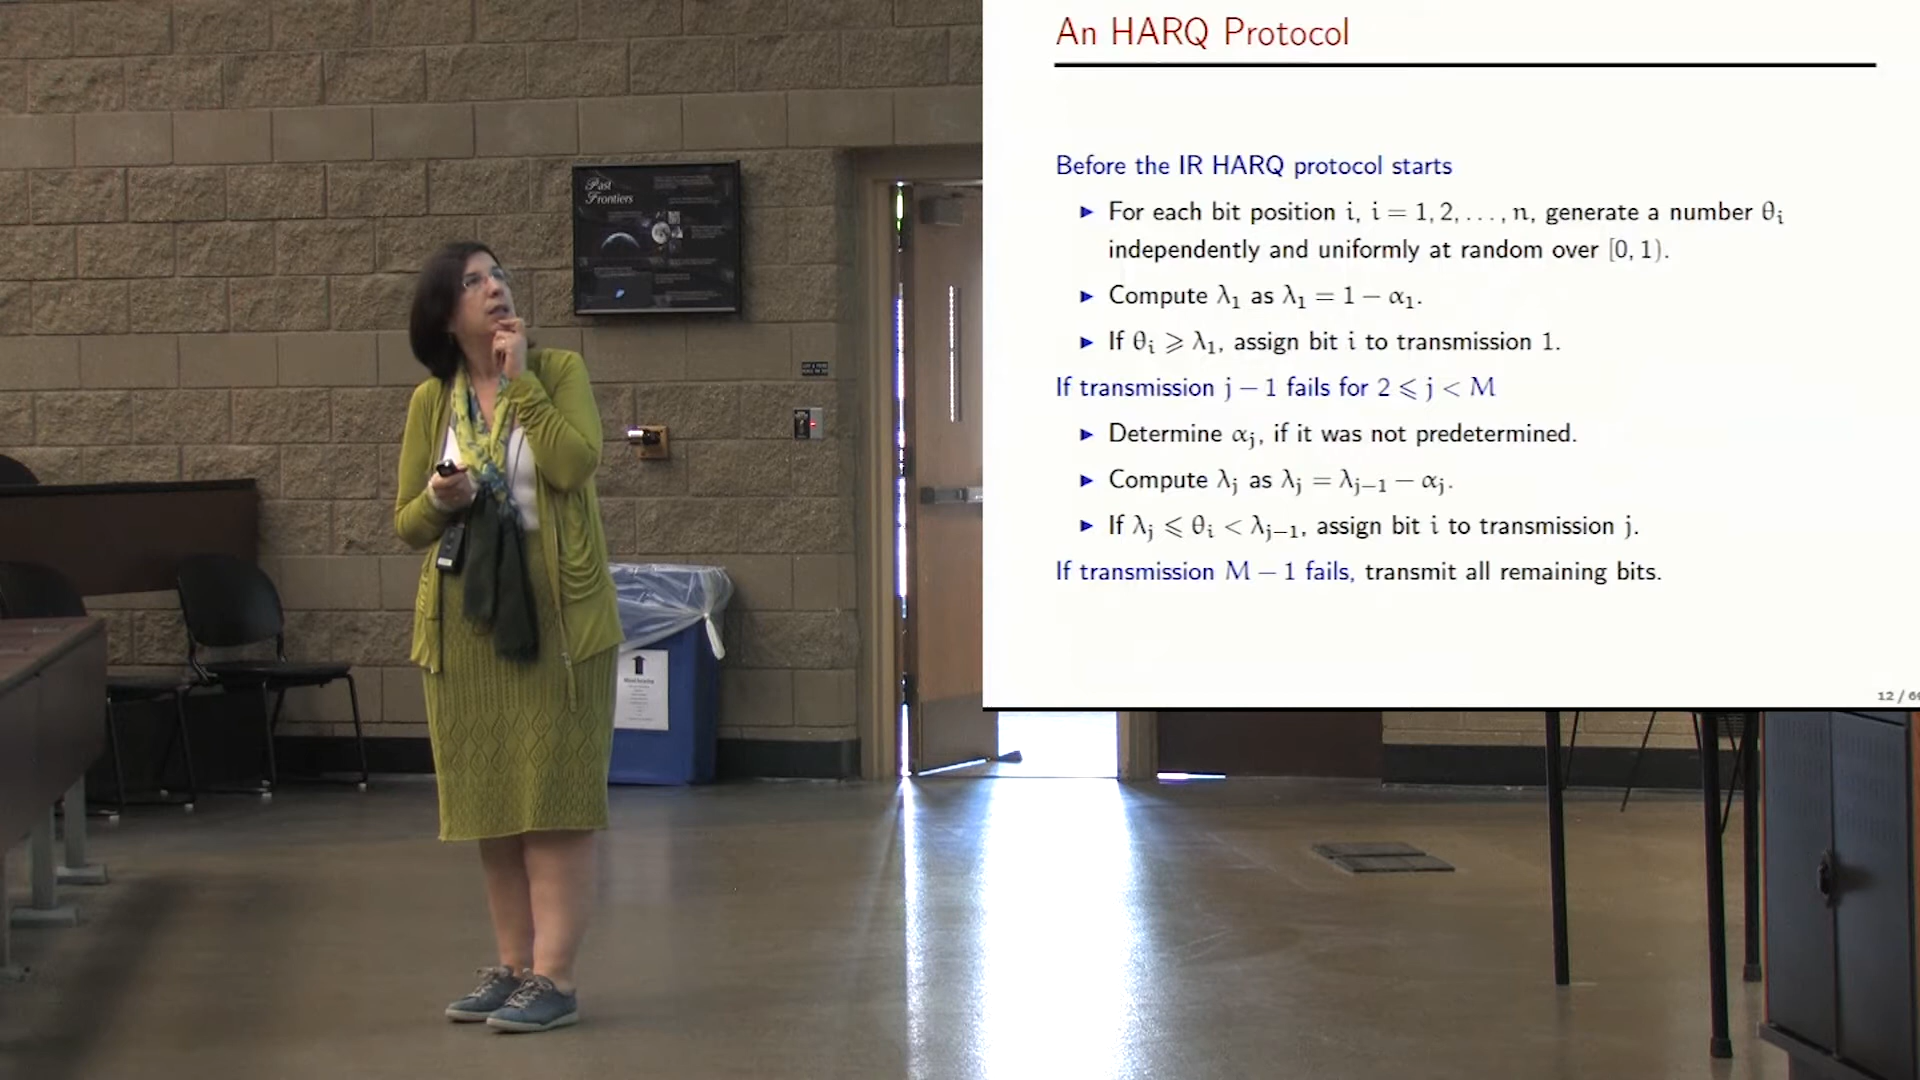 An HARQ Protocol
Before the IR HARQ protocol starts
▶ For each bit position i, i = 1, 2, . . . , n, generate a number θᵢ
independently and uniformly at random over [0, 1).
▶ Compute λ₁ as λ₁ = 1 − α₁.
▶ If θᵢ ⩾ λ₁, assign bit i to transmission 1.
If transmission j − 1 fails for 2 ⩽ j < M
▶ Determine αⱼ, if it was not predetermined.
▶ Compute λⱼ as λⱼ = λⱼ₋₁ − αⱼ.
▶ If λⱼ ⩽ θᵢ < λⱼ₋₁, assign bit i to transmission j.
If transmission M − 1 fails, transmit all remaining bits.
12 / 6
Past
Frontiers